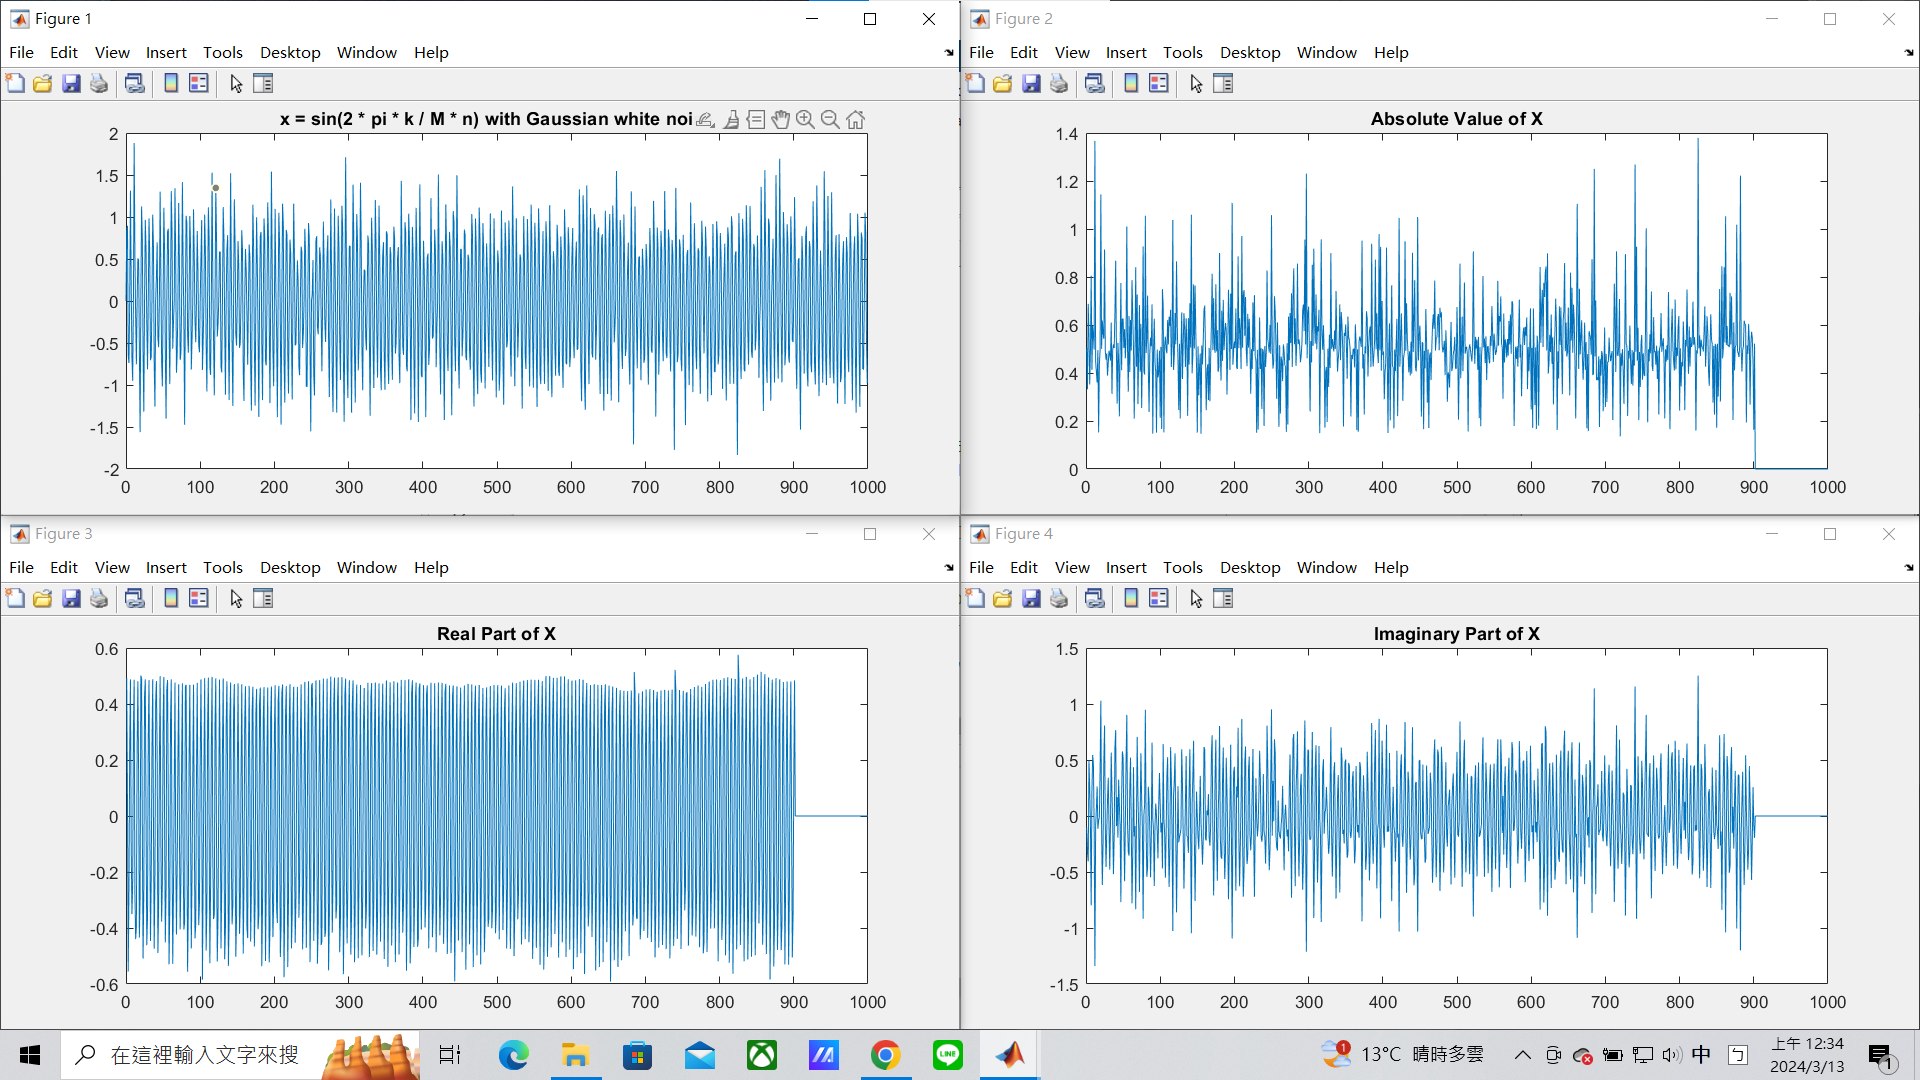 Figure 1
File Edit View Insert Tools Desktop Window Help
x = sin(2 * pi * k / M * n) with Gaussian white noi
2
1.5
1
0.5
0
-0.5
-1
-1.5
-2
0 100 200 300 400 500 600 700 800 900 1000
Figure 2
File Edit View Insert Tools Desktop Window Help
Absolute Value of X
1.4
1.2
1
0.8
0.6
0.4
0.2
0
0 100 200 300 400 500 600 700 800 900 1000
Figure 3
File Edit View Insert Tools Desktop Window Help
Real Part of X
0.6
0.4
0.2
0
-0.2
-0.4
-0.6
0 100 200 300 400 500 600 700 800 900 1000
Figure 4
File Edit View Insert Tools Desktop Window Help
Imaginary Part of X
1.5
1
0.5
0
-0.5
-1
-1.5
0 100 200 300 400 500 600 700 800 900 1000
在這裡輸入文字來搜
LINE
1
13°C 晴時多雲
中
ㄅ
上午 12:34
2024/3/13
1